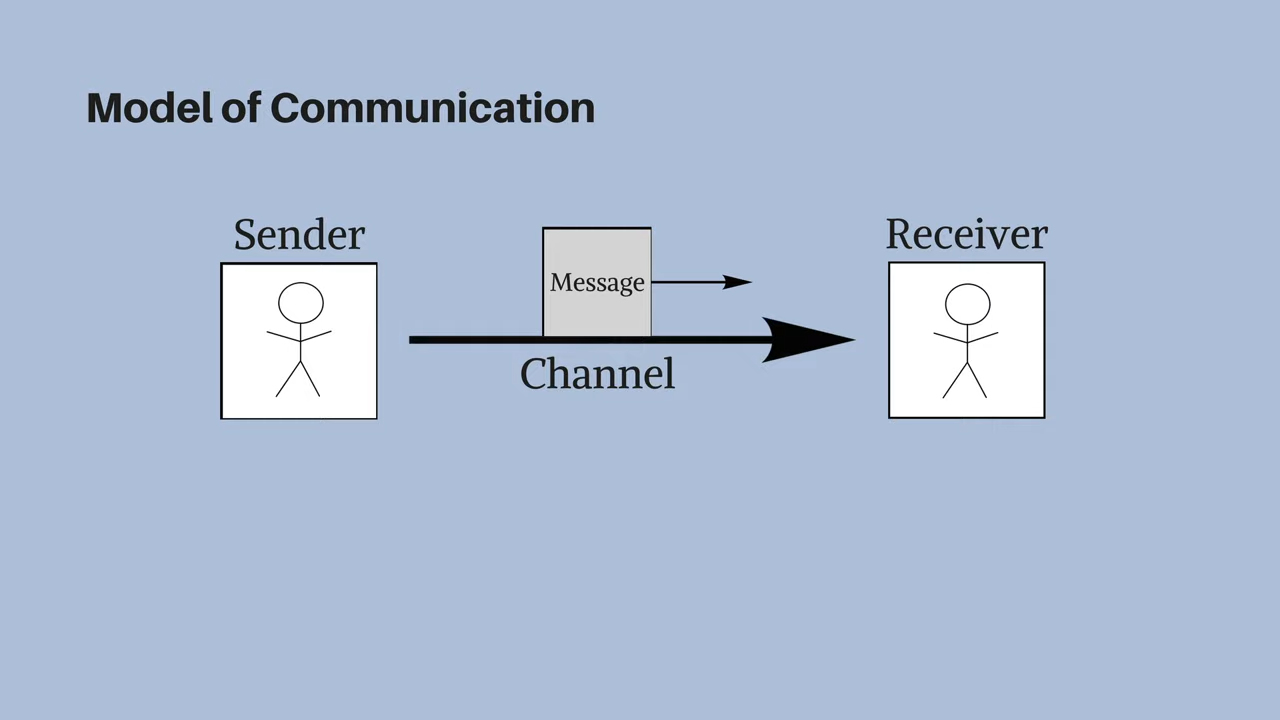 Model of Communication
Sender
Receiver
Message
Channel